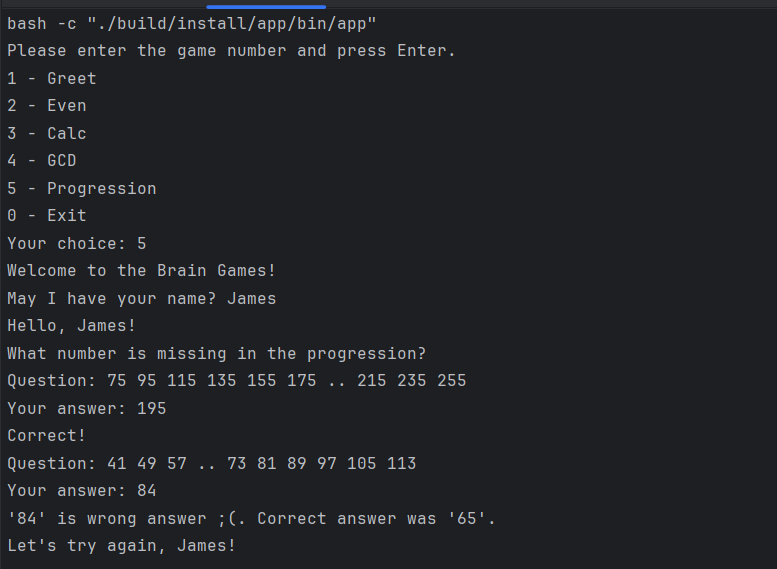 bash -c "./build/install/app/bin/app"
Please enter the game number and press Enter.
1 - Greet
2 - Even
3 - Calc
4 - GCD
5 - Progression
0 - Exit
Your choice: 5
Welcome to the Brain Games!
May I have your name? James
Hello, James!
What number is missing in the progression?
Question: 75 95 115 135 155 175 .. 215 235 255
Your answer: 195
Correct!
Question: 41 49 57 .. 73 81 89 97 105 113
Your answer: 84
'84' is wrong answer ;(. Correct answer was '65'.
Let's try again, James!